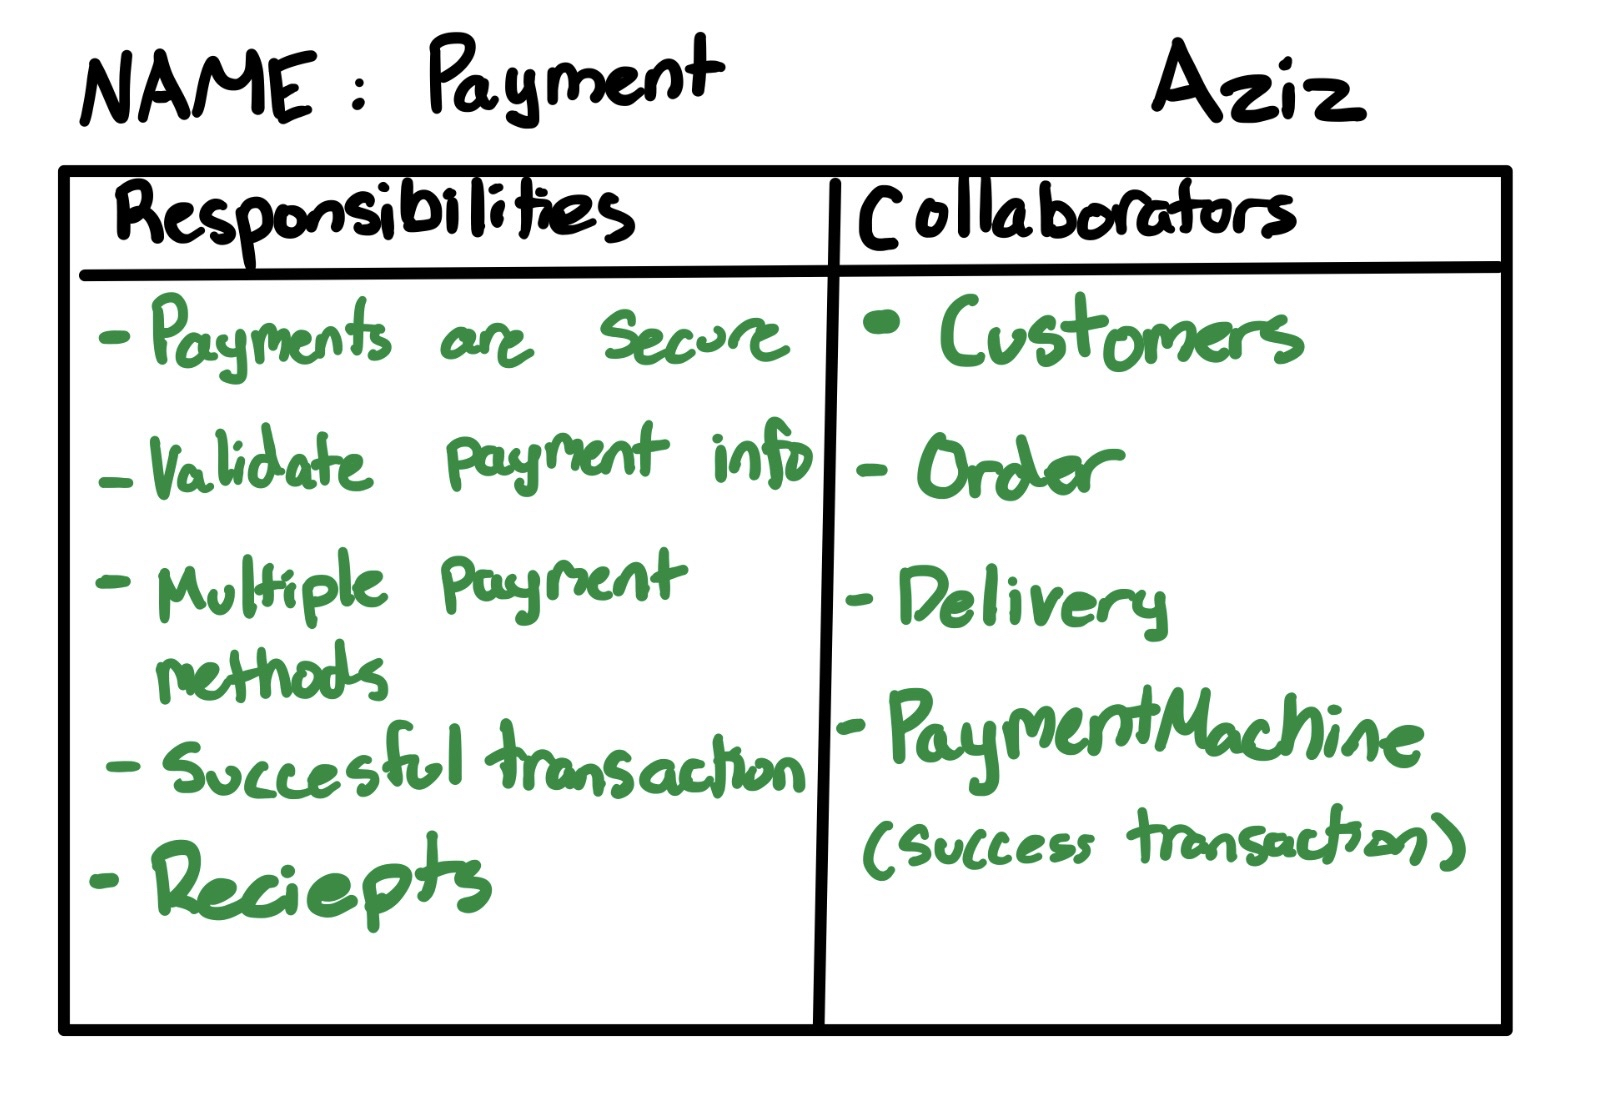 NAME : Payment
Aziz
Responsibilities
Collaborators
- Payments are secure
- Validate payment info
- Multiple payment
methods
- Succesful transaction
- Reciepts
- Customers
- Order
- Delivery
- PaymentMachine
(success transaction)